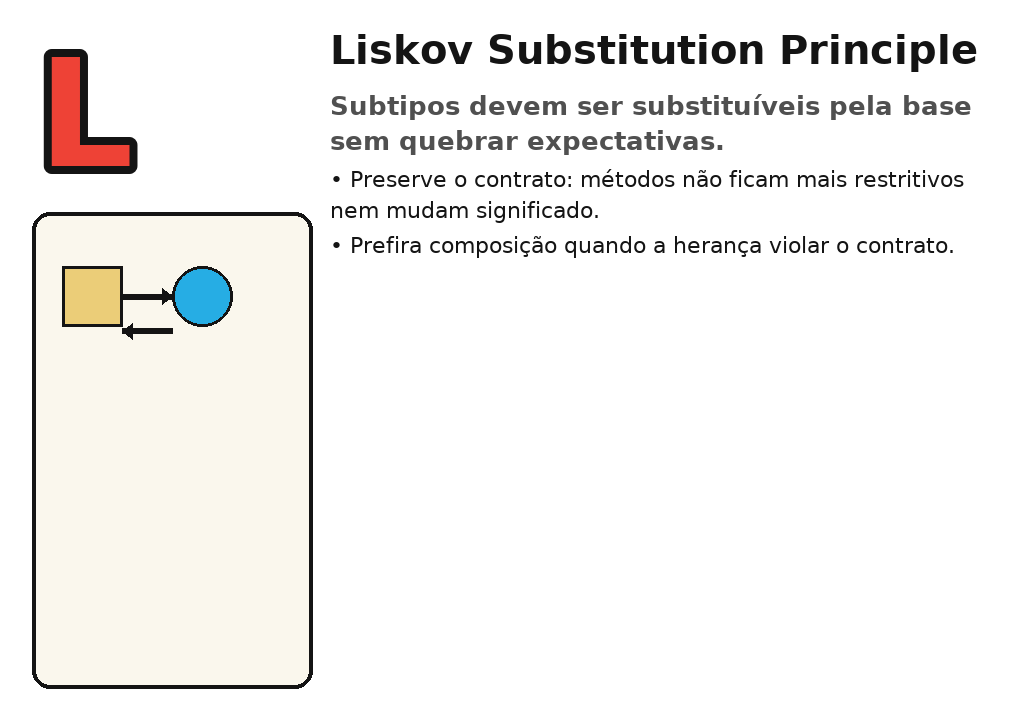 L
Liskov Substitution Principle
Subtipos devem ser substituíveis pela base
sem quebrar expectativas.
• Preserve o contrato: métodos não ficam mais restritivos
nem mudam significado.
• Prefira composição quando a herança violar o contrato.